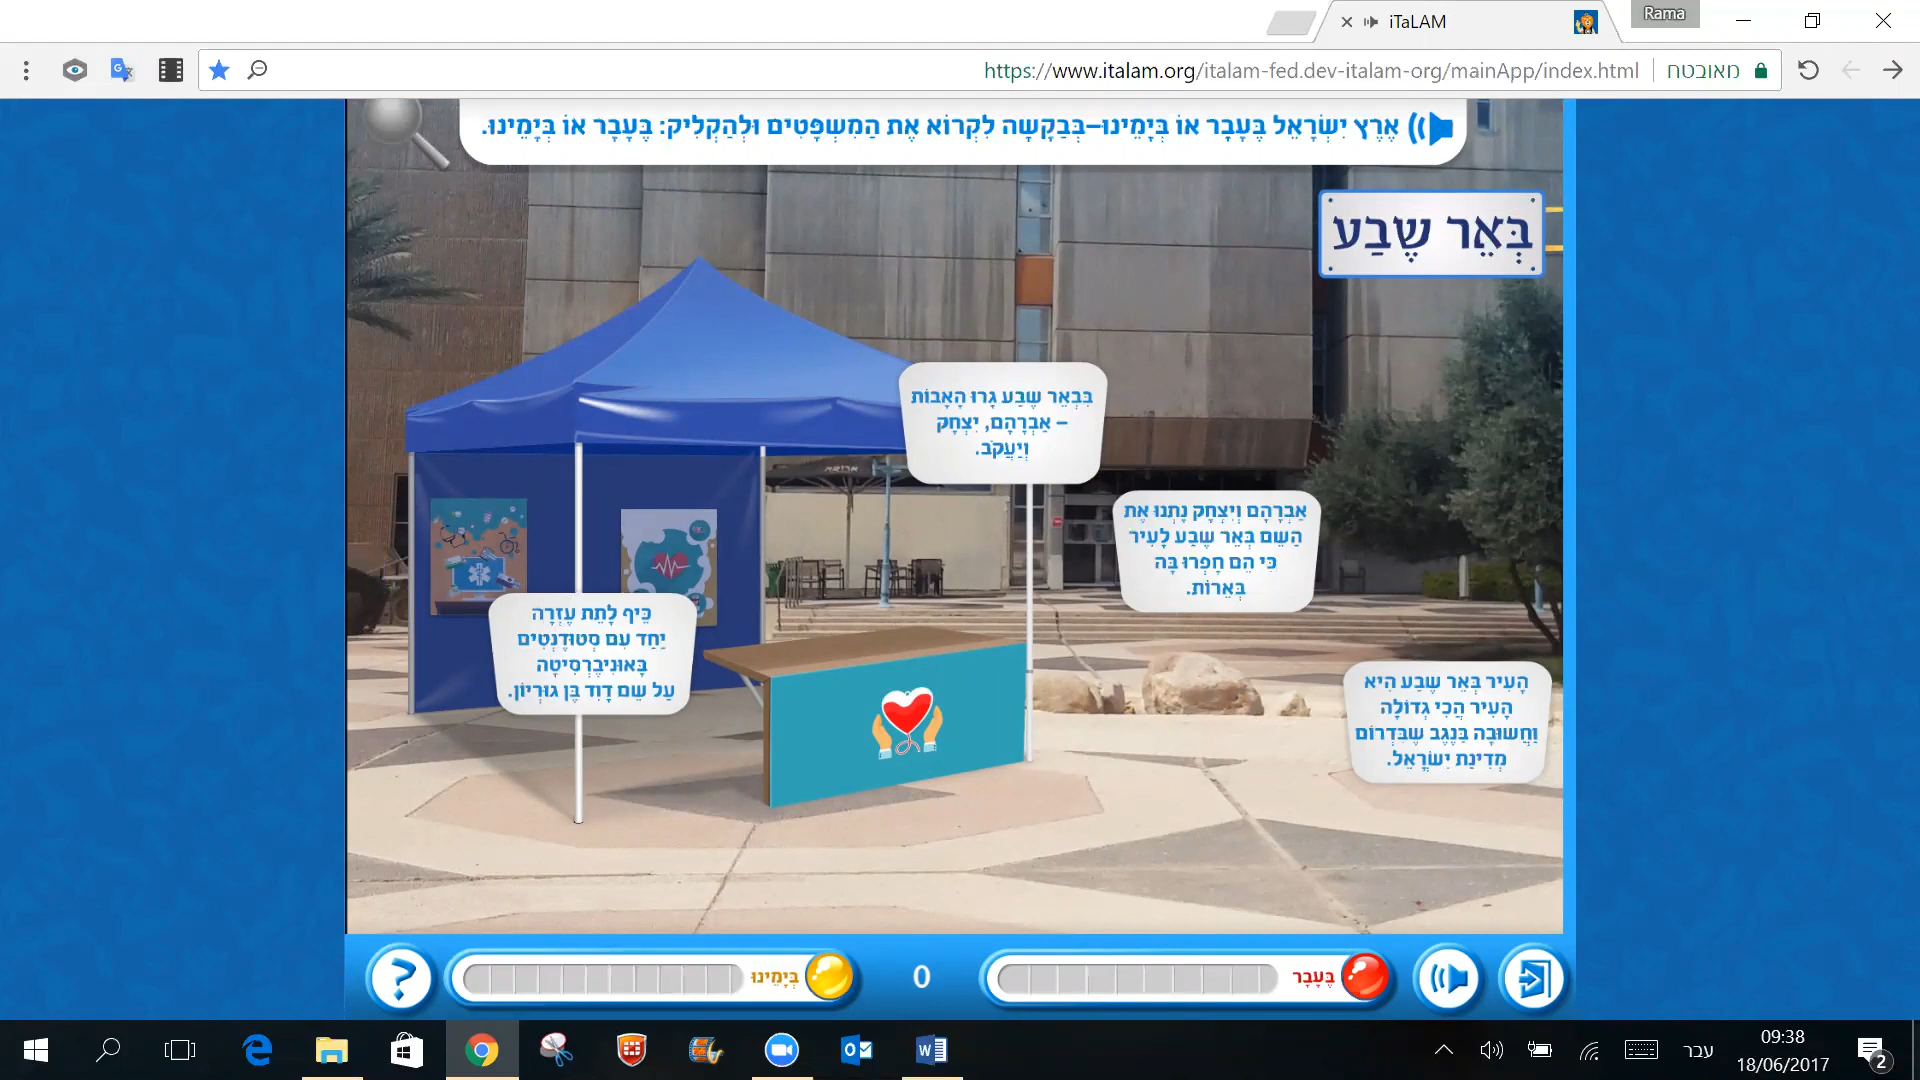 iTaLAM
Rama
https://www.italam.org/italam-fed.dev-italam-org/mainApp/index.html
מאובטח
אֶרֶץ יִשְׂרָאֵל בֶּעָבָר אוֹ בְּיָמֵינוּ–בְּבַקָּשָׁה לִקְרוֹא אֶת הַמִּשְׁפָּטִים וּלְהַקְלִיק: בֶּעָבָר אוֹ בְּיָמֵינוּ.
בְּאֵר שֶׁבַע
בִּבְאֵר שֶׁבַע גָּרוּ הָאָבוֹת
– אַבְרָהָם, יִצְחָק
וְיַעֲקֹב.
אַבְרָהָם וְיִצְחָק נָתְנוּ אֶת
הַשֵּׁם בְּאֵר שֶׁבַע לָעִיר
כִּי הֵם חָפְרוּ בָּהּ
בְּאֵרוֹת.
כֵּיף לָתֵת עֶזְרָה
יַחַד עִם סְטוּדֶנְטִים
בָּאוּנִיבֶרְסִיטָה
עַל שֵׁם דָּוִד בֶּן גּוּרְיוֹן.
הָעִיר בְּאֵר שֶׁבַע הִיא
הָעִיר הֲכִי גְּדוֹלָה
וַחֲשׁוּבָה בַּנֶּגֶב שֶׁבִּדְרוֹם
מְדִינַת יִשְׂרָאֵל.
בֶּעָבָר
0
בְּיָמֵינוּ
?
עבר
09:38
18/06/2017
2